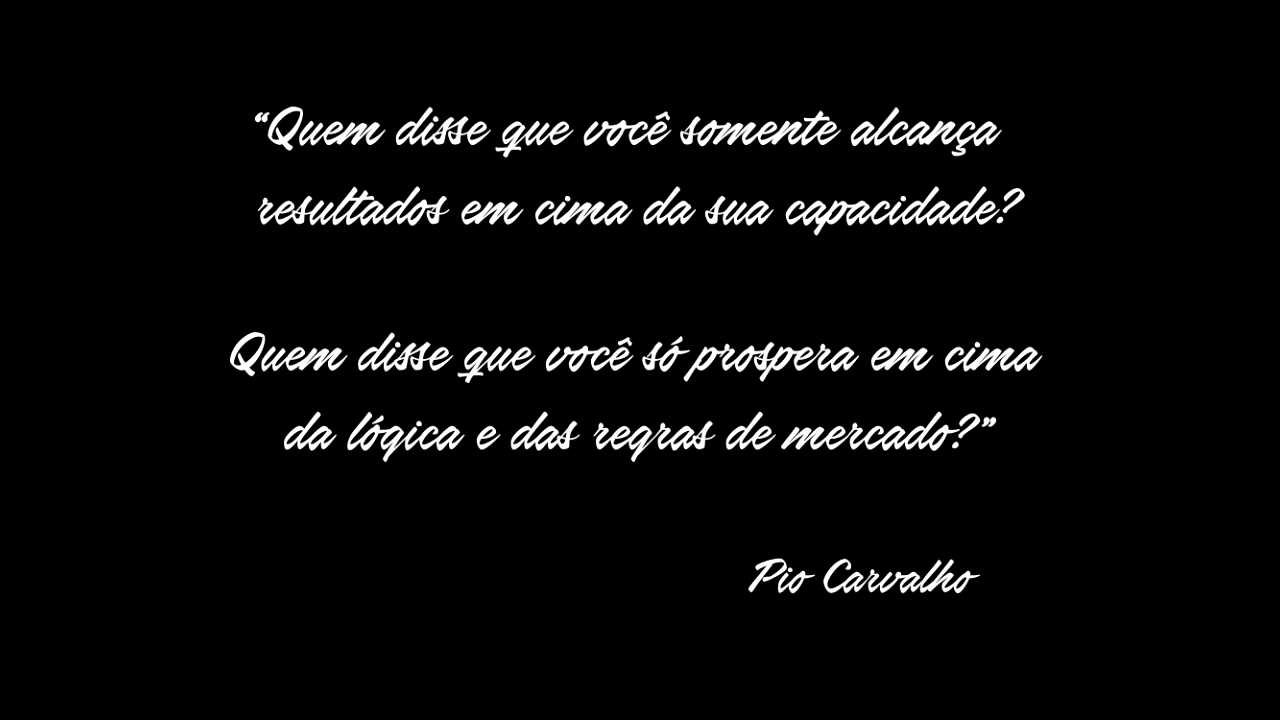 “Quem disse que você somente alcança
resultados em cima da sua capacidade?
Quem disse que você só prospera em cima
da lógica e das regras de mercado?”
Pio Carvalho